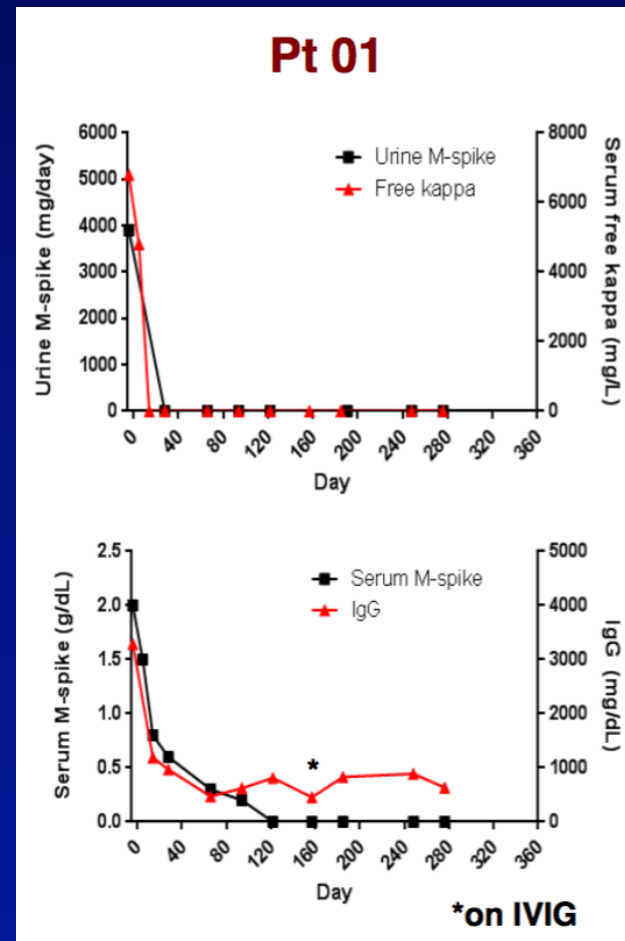 Pt 01
Urine M-spike (mg/day)
6000
5000
4000
3000
2000
1000
0
Urine M-spike
Free kappa
8000
6000
4000
2000
0
Serum free kappa (mg/L)
0 40 80 120 160 200 240 280 320 360
Day
Serum M-spike (g/dL)
2.5
2.0
1.5
1.0
0.5
0.0
Serum M-spike
IgG
*
5000
4000
3000
2000
1000
0
IgG (mg/dL)
0 40 80 120 160 200 240 280 320 360
Day
*on IVIG